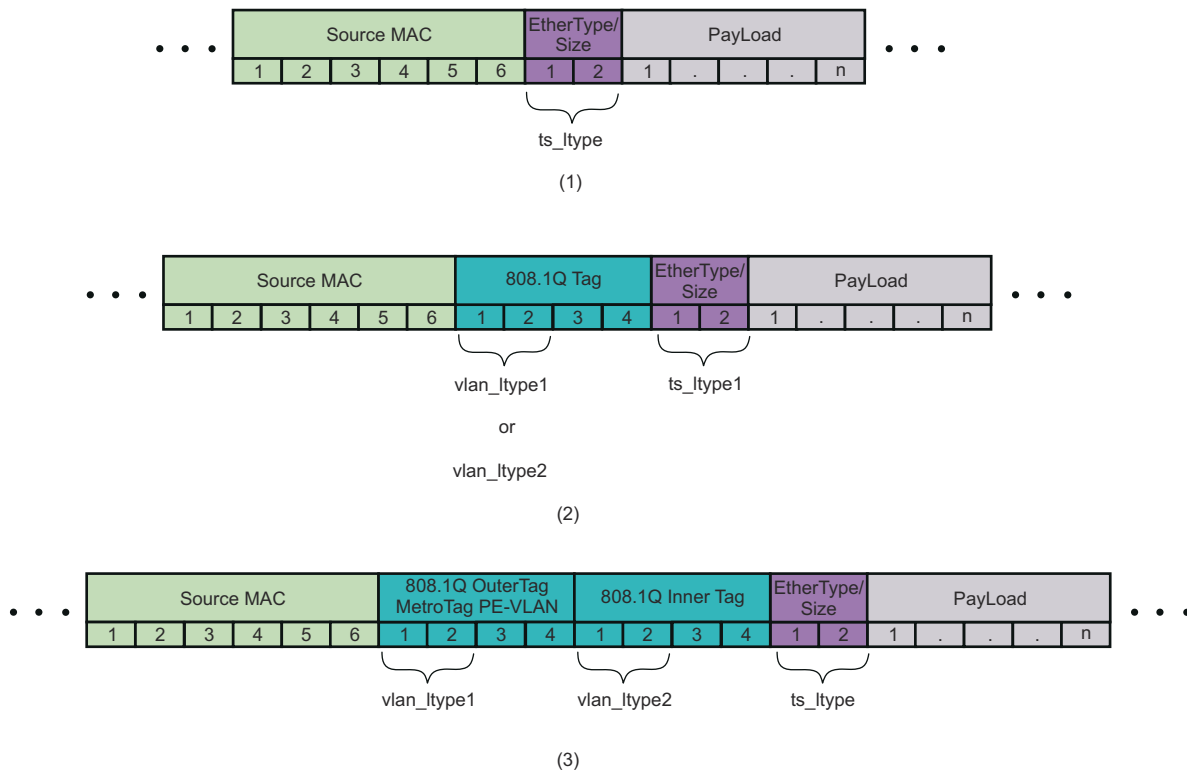 Source MAC EtherType/ Size PayLoad
1 2 3 4 5 6 1 2 1 . . . n
ts_ltype
(1)
Source MAC 808.1Q Tag EtherType/ Size PayLoad
1 2 3 4 5 6 1 2 3 4 1 2 1 . . . n
vlan_ltype1 ts_ltype1
or
vlan_ltype2
(2)
Source MAC 808.1Q OuterTag MetroTag PE-VLAN 808.1Q Inner Tag EtherType/ Size PayLoad
1 2 3 4 5 6 1 2 3 4 1 2 3 4 1 2 1 . . . n
vlan_ltype1 vlan_ltype2 ts_ltype
(3)